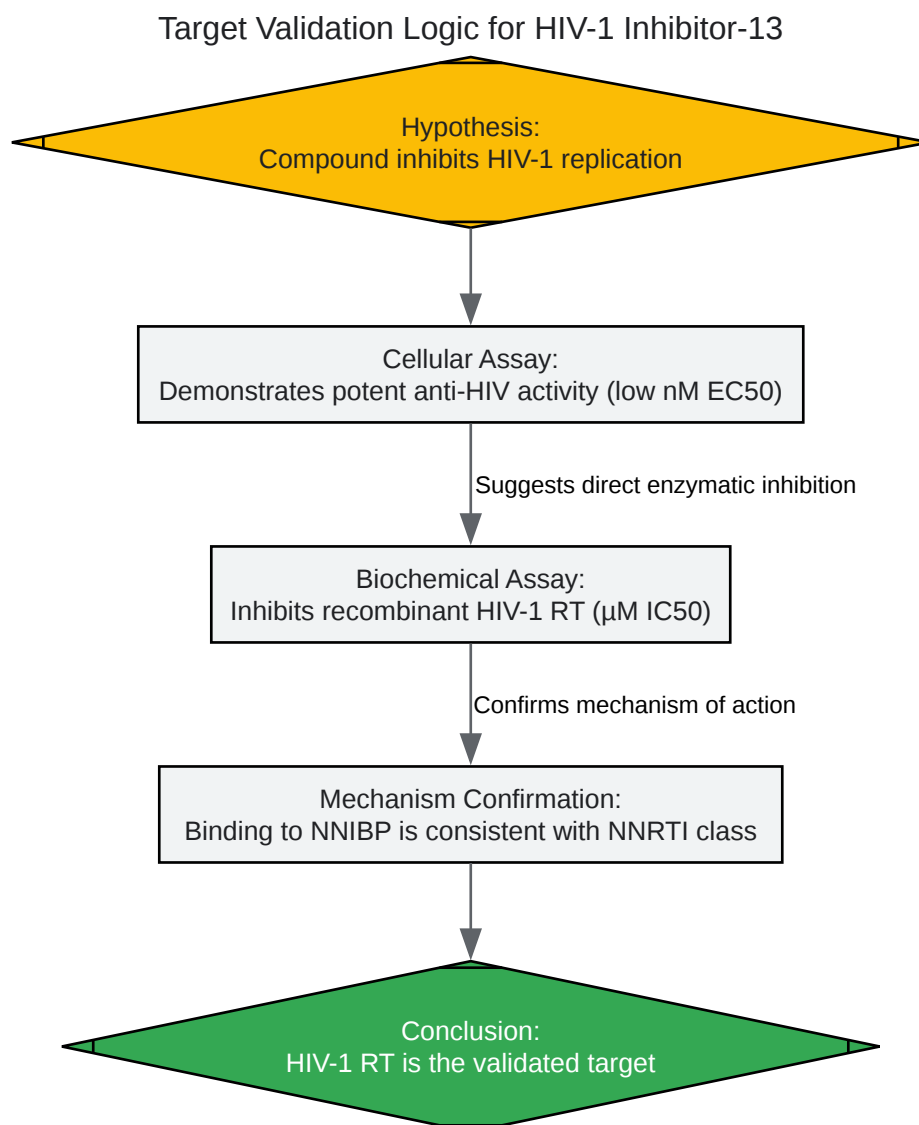 Target Validation Logic for HIV-1 Inhibitor-13
Hypothesis:
Compound inhibits HIV-1 replication
Cellular Assay:
Demonstrates potent anti-HIV activity (low nM EC50)
Suggests direct enzymatic inhibition
Biochemical Assay:
Inhibits recombinant HIV-1 RT (µM IC50)
Confirms mechanism of action
Mechanism Confirmation:
Binding to NNIBP is consistent with NNRTI class
Conclusion:
HIV-1 RT is the validated target